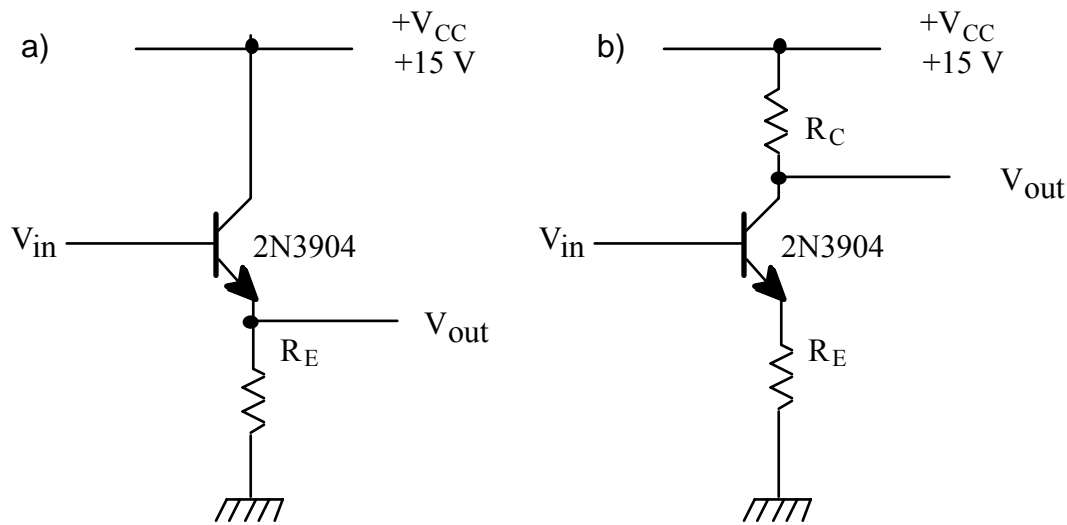 a)
+V_CC
+15 V
V_in
2N3904
V_out
R_E
b)
+V_CC
+15 V
R_C
V_out
V_in
2N3904
R_E